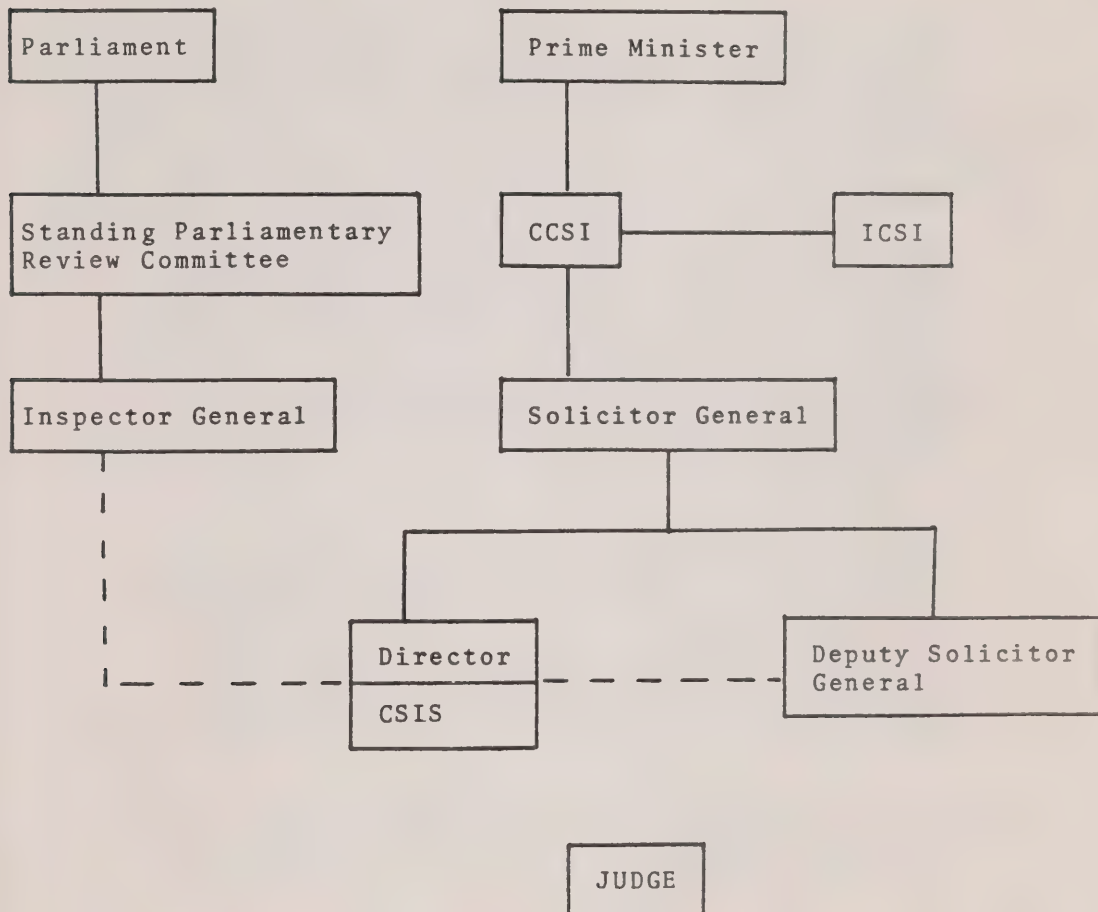 Parliament
Prime Minister
Standing Parliamentary
Review Committee
CCSI
ICSI
Inspector General
Solicitor General
Director
CSIS
Deputy Solicitor
General
JUDGE